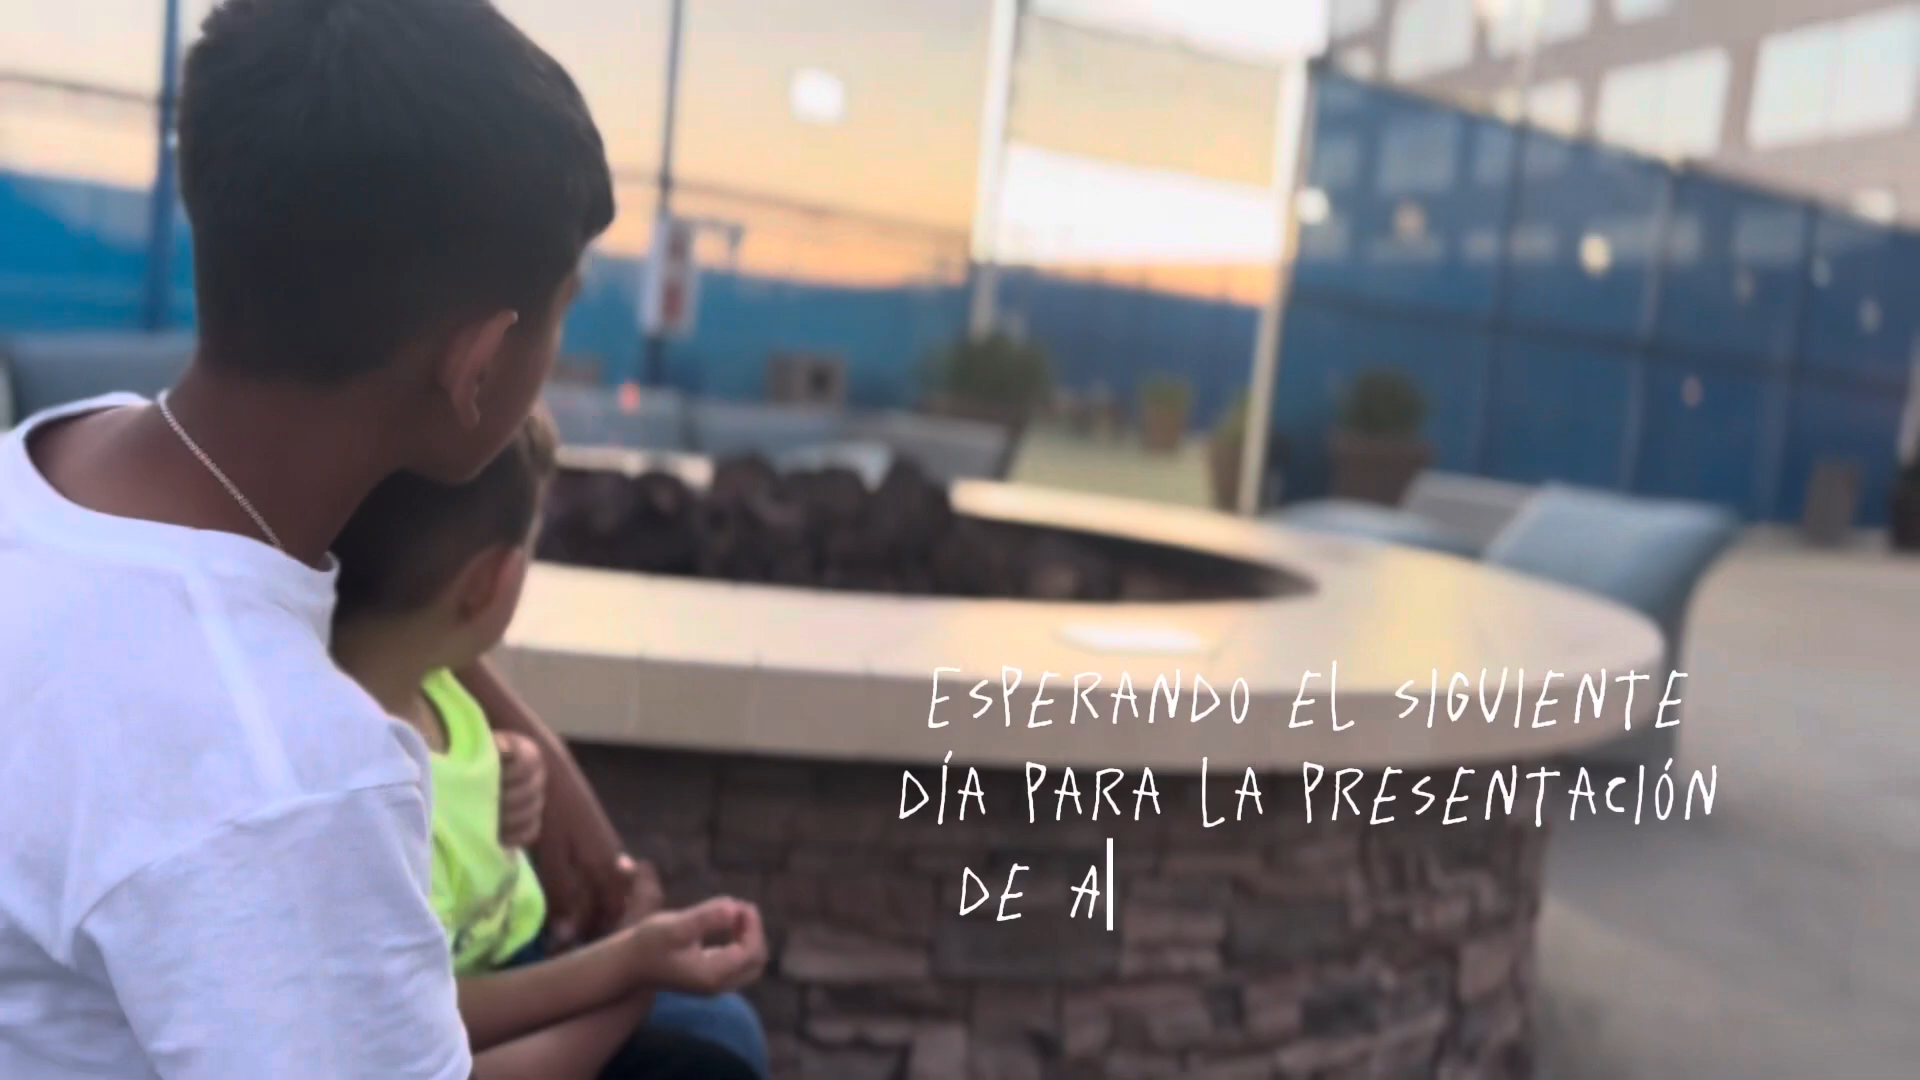 ESPERANDO EL SIGUIENTE
DÍA PARA LA PRESENTACIÓN
DE A